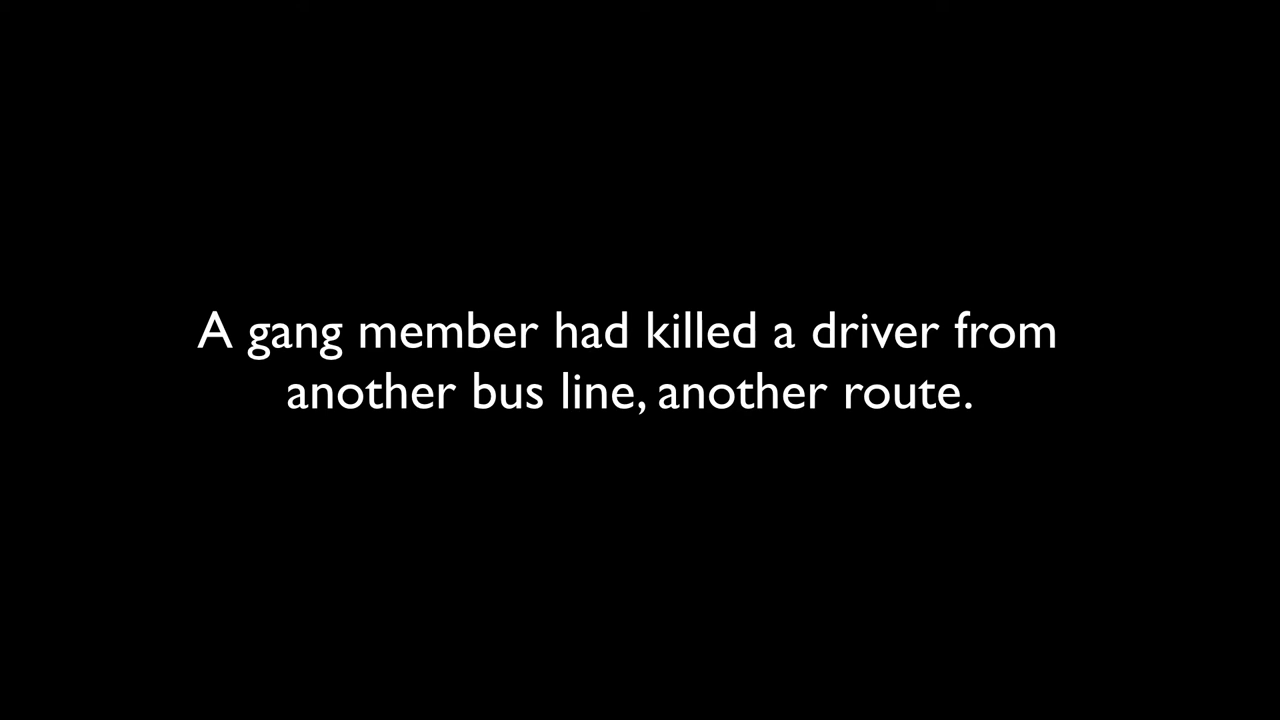 A gang member had killed a driver from
another bus line, another route.